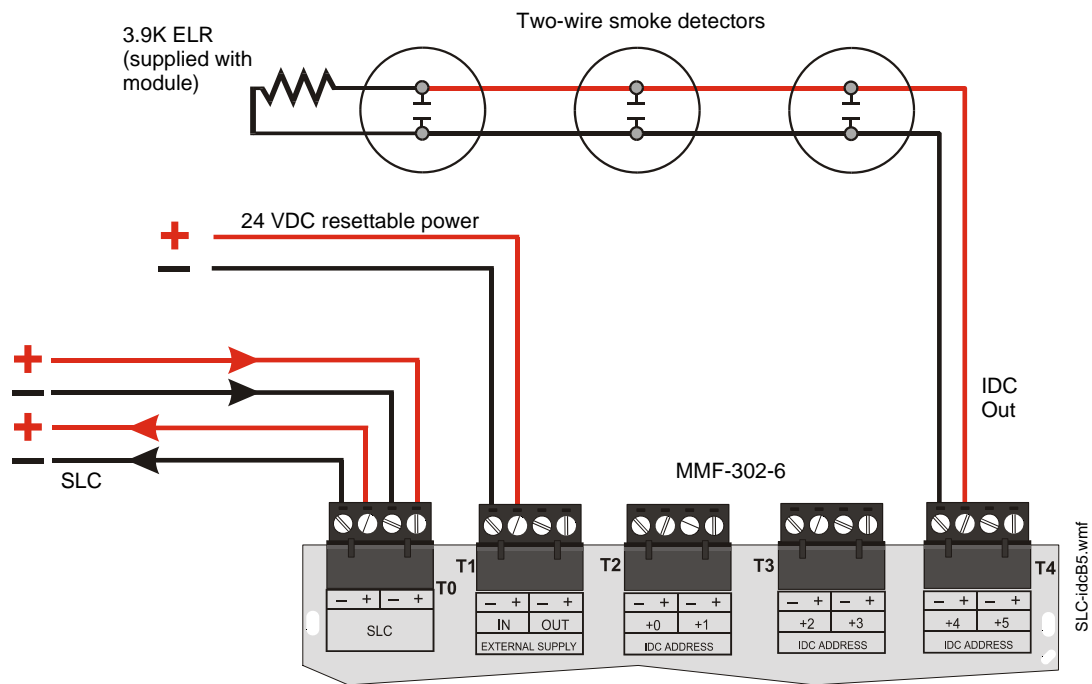 Two-wire smoke detectors
3.9K ELR
(supplied with
module)
24 VDC resettable power
+
–
+
–
+
–
SLC
IDC
Out
MMF-302-6
T0
T1
T2
T3
T4
– + – +
SLC
– + – +
IN OUT
EXTERNAL SUPPLY
– + – +
+0 +1
IDC ADDRESS
– + – +
+2 +3
IDC ADDRESS
– + – +
+4 +5
IDC ADDRESS
SLC-idcB5.wmf